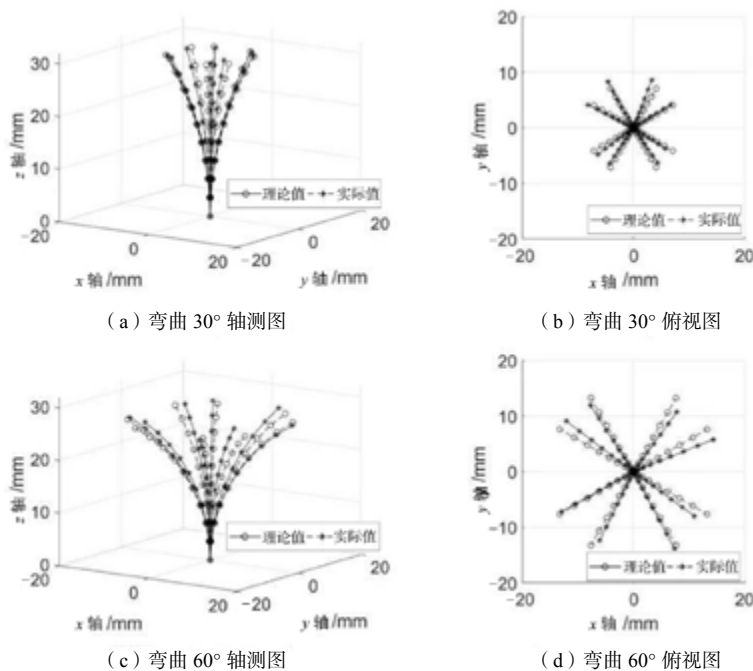 30
20
10
0
-20
0
20
-20
0
20
z 轴/mm
x 轴/mm
y 轴/mm
理论值 实际值
20
10
0
-10
-20
-20
0
20
y 轴/mm
x 轴/mm
理论值 实际值
（a）弯曲 30° 轴测图
（b）弯曲 30° 俯视图
30
20
10
0
-20
0
20
-20
0
20
z 轴/mm
x 轴/mm
y 轴/mm
理论值 实际值
20
10
0
-10
-20
-20
0
20
y 轴/mm
x 轴/mm
理论值 实际值
（c）弯曲 60° 轴测图
（d）弯曲 60° 俯视图